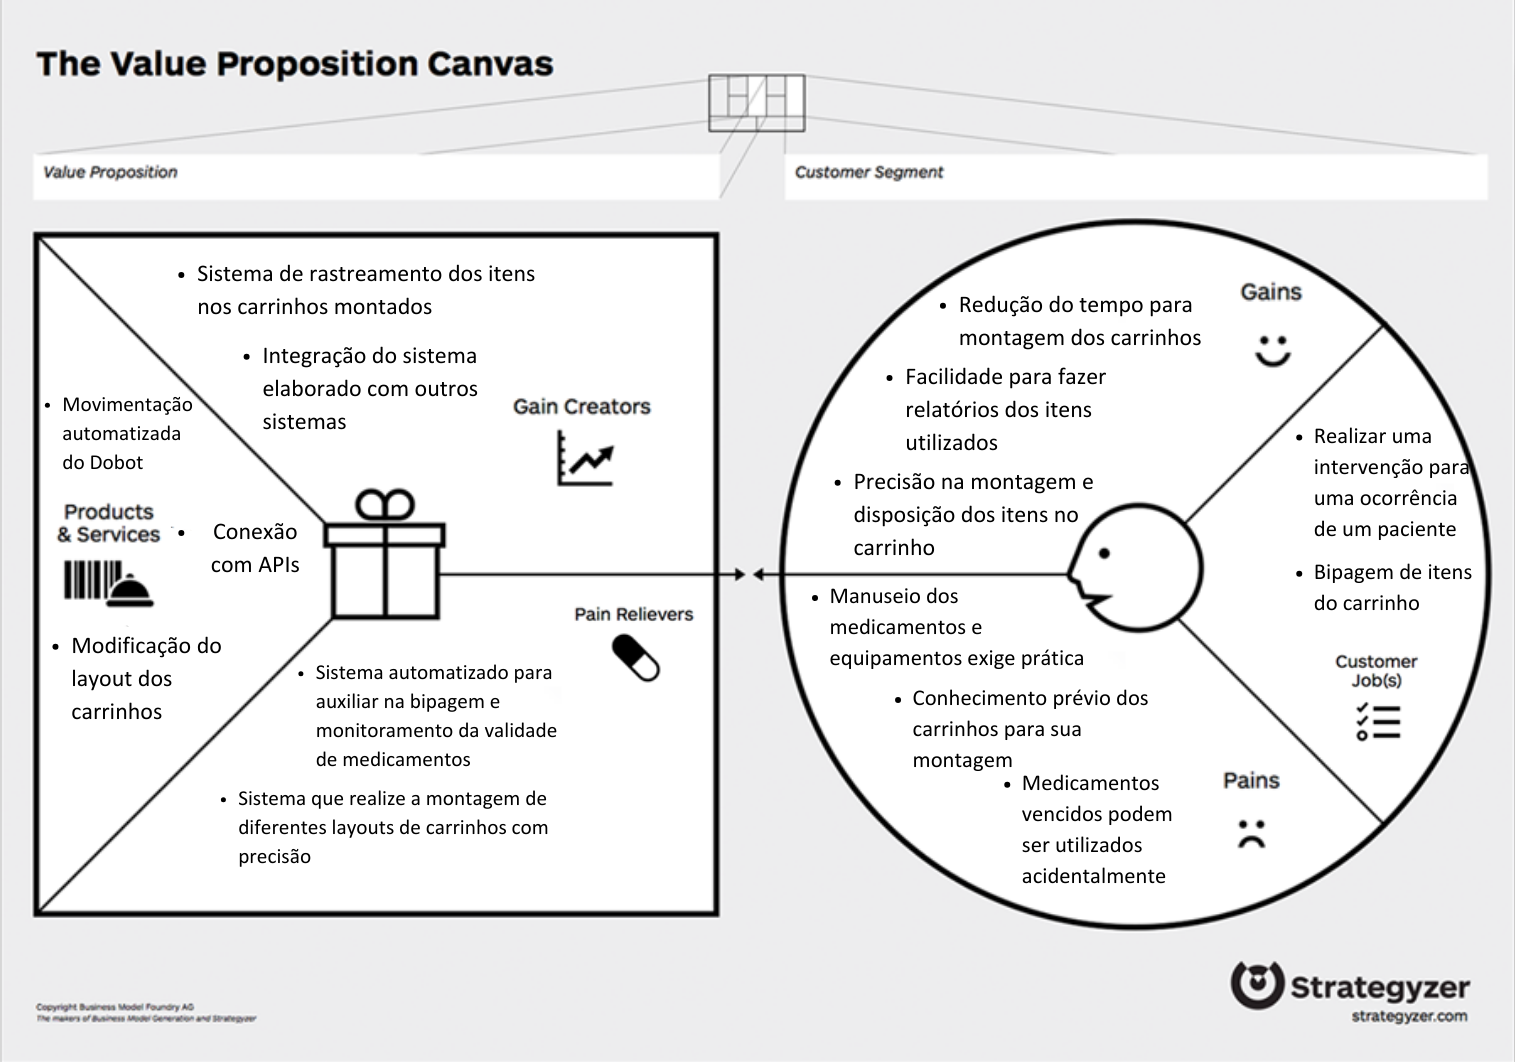 The Value Proposition Canvas
Value Proposition
Customer Segment
• Sistema de rastreamento dos itens
nos carrinhos montados
• Integração do sistema
elaborado com outros
sistemas
Gain Creators
• Movimentação
automatizada
do Dobot
Products
& Services
• Conexão
com APIs
• Modificação do
layout dos
carrinhos
Pain Relievers
• Sistema automatizado para
auxiliar na bipagem e
monitoramento da validade
de medicamentos
• Sistema que realize a montagem de
diferentes layouts de carrinhos com
precisão
Gains
• Redução do tempo para
montagem dos carrinhos
• Facilidade para fazer
relatórios dos itens
utilizados
• Precisão na montagem e
disposição dos itens no
carrinho
• Realizar uma
intervenção para
uma ocorrência
de um paciente
• Bipagem de itens
do carrinho
Customer
Job(s)
• Manuseio dos
medicamentos e
equipamentos exige prática
• Conhecimento prévio dos
carrinhos para sua
montagem
• Medicamentos
vencidos podem
ser utilizados
acidentalmente
Pains
Copyright Business Model Foundry AG
The makers of Business Model Generation and Strategyzer
Strategyzer
strategyzer.com